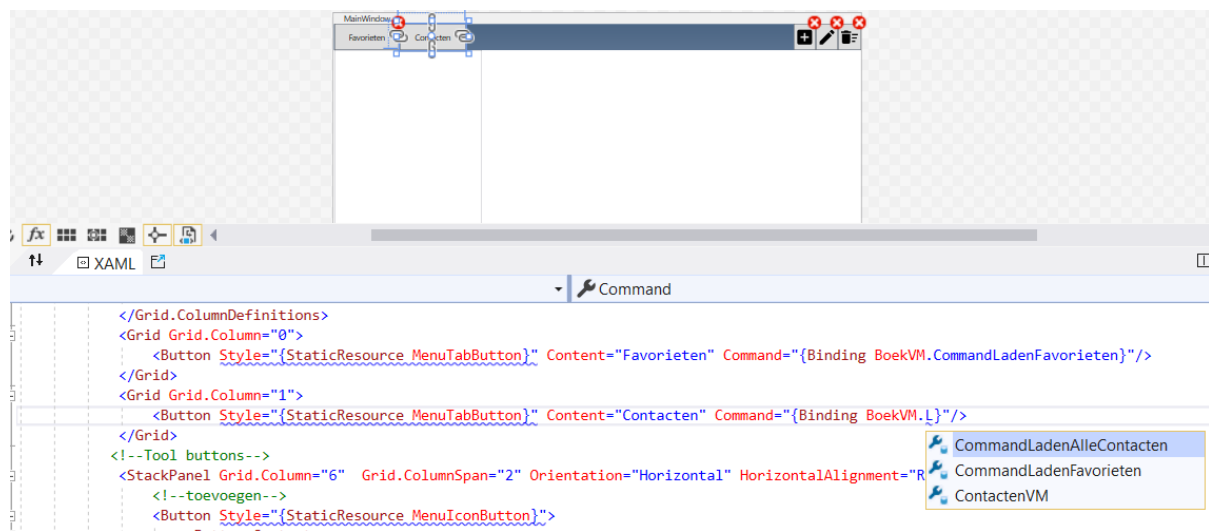 MainWindow
Favorieten
fx
XAML
Command
</Grid.ColumnDefinitions>
<Grid Grid.Column="0">
<Button Style="{StaticResource MenuTabButton}" Content="Favorieten" Command="{Binding BoekVM.CommandLadenFavorieten}"/>
</Grid>
<Grid Grid.Column="1">
<Button Style="{StaticResource MenuTabButton}" Content="Contacten" Command="{Binding BoekVM.L}"/>
</Grid>
<!--Tool buttons-->
<StackPanel Grid.Column="6"  Grid.ColumnSpan="2" Orientation="Horizontal" HorizontalAlignment="R
<!--toevoegen-->
<Button Style="{StaticResource MenuIconButton}">
CommandLadenAlleContacten
CommandLadenFavorieten
ContactenVM